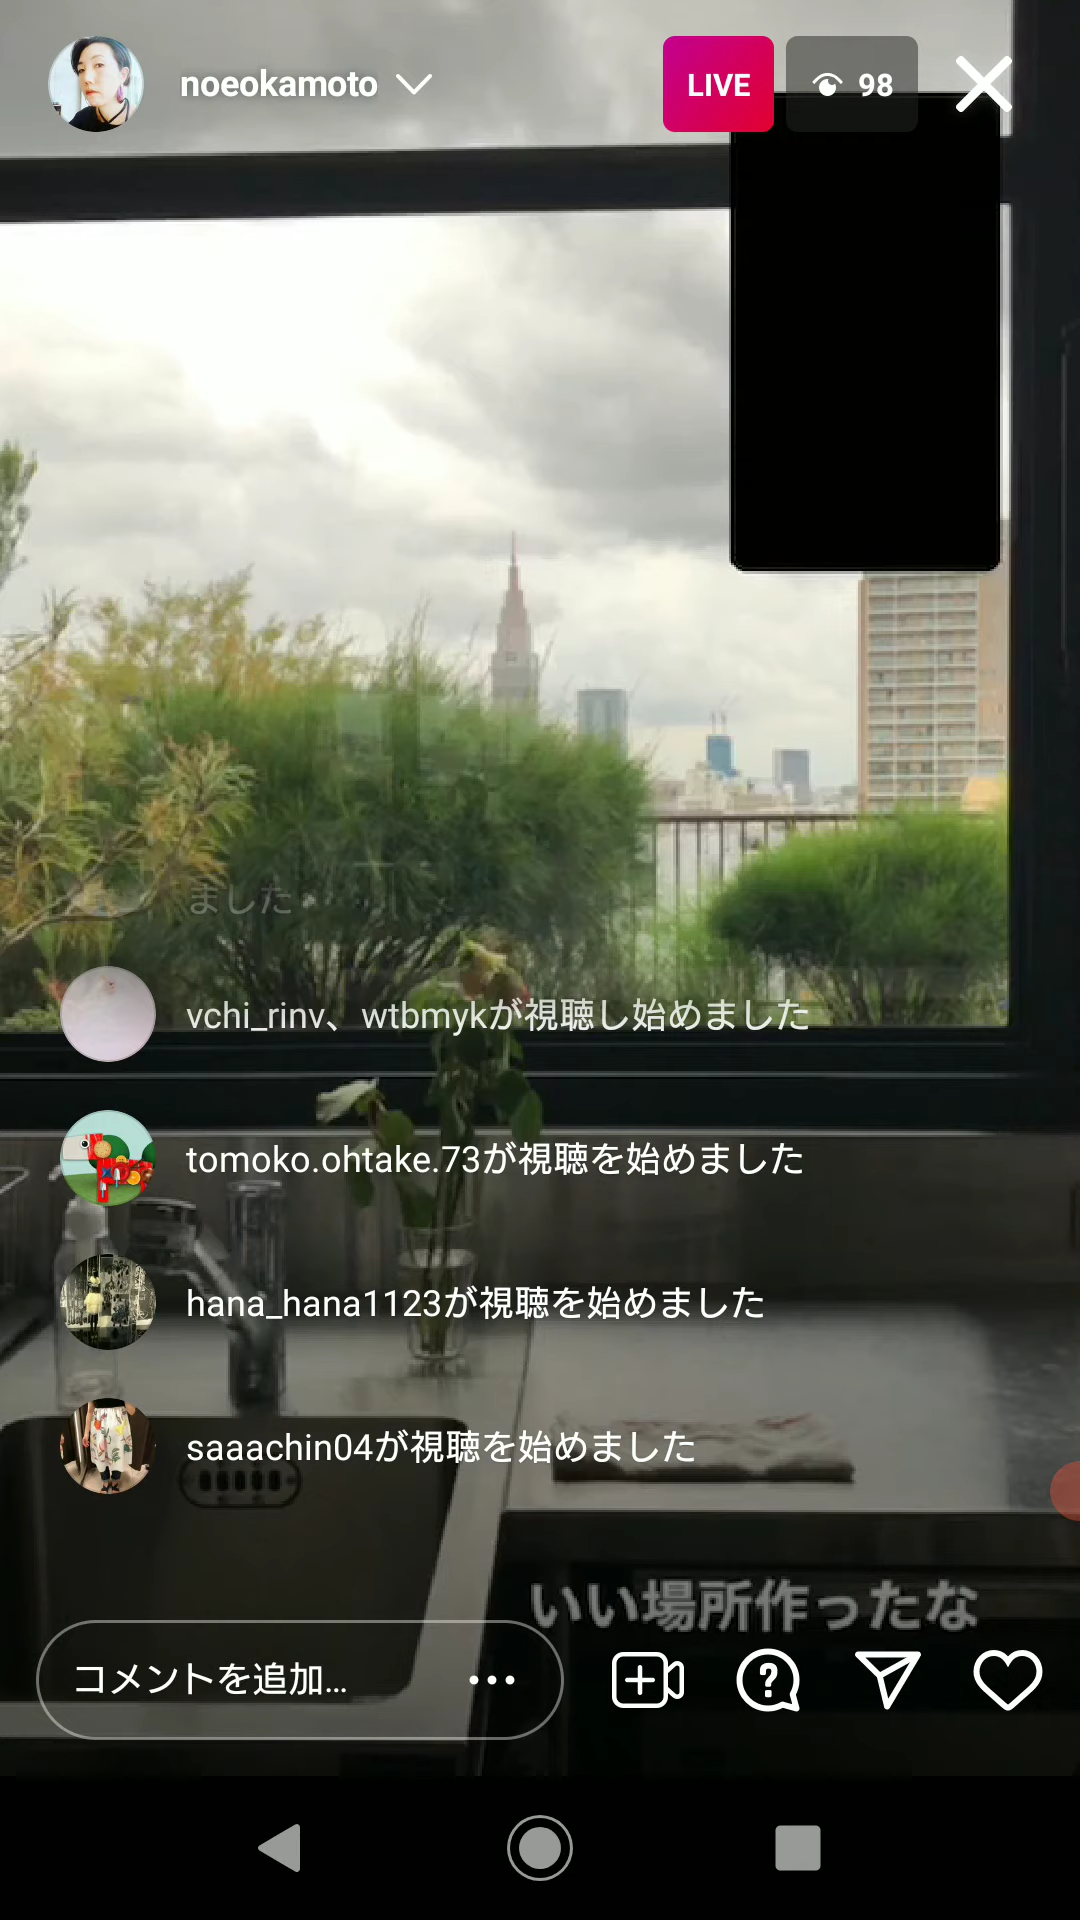 noeokamoto
LIVE
98
ました
vchi_rinv、wtbmykが視聴し始めました
tomoko.ohtake.73が視聴を始めました
hana_hana1123が視聴を始めました
saaachin04が視聴を始めました
いい場所作ったな
コメントを追加...